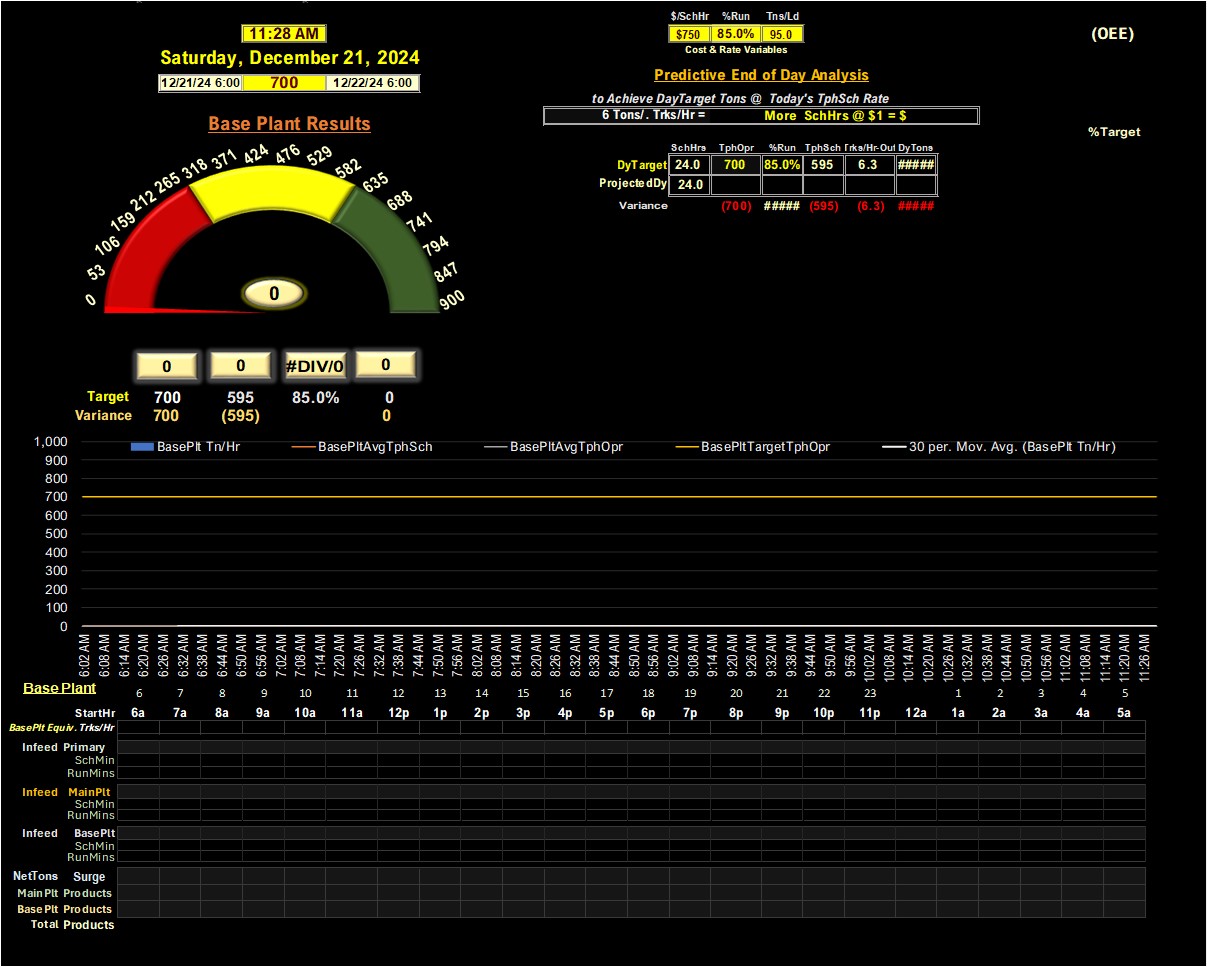 $/SchHr %Run Tns/Ld
11:28 AM
$750 85.0% 95.0
(OEE)
Cost & Rate Variables
Saturday, December 21, 2024
12/21/24 6:00 700 12/22/24 6:00
Predictive End of Day Analysis
to Achieve DayTarget Tons @ Today's TphSch Rate
6 Tons/. Trks/Hr = More SchHrs @ $1 = $
Base Plant Results
%Target
SchHrs TphOpr %Run TphSch Trks/Hr-Out DyTons
DyTarget 24.0 700 85.0% 595 6.3 #####
ProjectedDy 24.0
Variance (700) ##### (595) (6.3) #####
0 53 106 159 212 265 318 371 424 476 529 582 635 688 741 794 847 900
0
0 0 #DIV/0 0
Target 700 595 85.0% 0
Variance 700 (595) 0
BasePlt Tn/Hr BasePltAvgTphSch BasePltAvgTphOpr BasePltTargetTphOpr 30 per. Mov. Avg. (BasePlt Tn/Hr)
1,000
900
800
700
600
500
400
300
200
100
0
6:02 AM 6:08 AM 6:14 AM 6:20 AM 6:26 AM 6:32 AM 6:38 AM 6:44 AM 6:50 AM 6:56 AM 7:02 AM 7:08 AM 7:14 AM 7:20 AM 7:26 AM 7:32 AM 7:38 AM 7:44 AM 7:50 AM 7:56 AM 8:02 AM 8:08 AM 8:14 AM 8:20 AM 8:26 AM 8:32 AM 8:38 AM 8:44 AM 8:50 AM 8:56 AM 9:02 AM 9:08 AM 9:14 AM 9:20 AM 9:26 AM 9:32 AM 9:38 AM 9:44 AM 9:50 AM 9:56 AM 10:02 AM 10:08 AM 10:14 AM 10:20 AM 10:26 AM 10:32 AM 10:38 AM 10:44 AM 10:50 AM 10:56 AM 11:02 AM 11:08 AM 11:14 AM 11:20 AM 11:26 AM
Base Plant 6 7 8 9 10 11 12 13 14 15 16 17 18 19 20 21 22 23 1 2 3 4 5
StartHr 6a 7a 8a 9a 10a 11a 12p 1p 2p 3p 4p 5p 6p 7p 8p 9p 10p 11p 12a 1a 2a 3a 4a 5a
BasePlt Equiv. Trks/Hr
Infeed Primary
SchMin
RunMins
Infeed MainPlt
SchMin
RunMins
Infeed BasePlt
SchMin
RunMins
NetTons Surge
MainPlt Products
BasePlt Products
Total Products